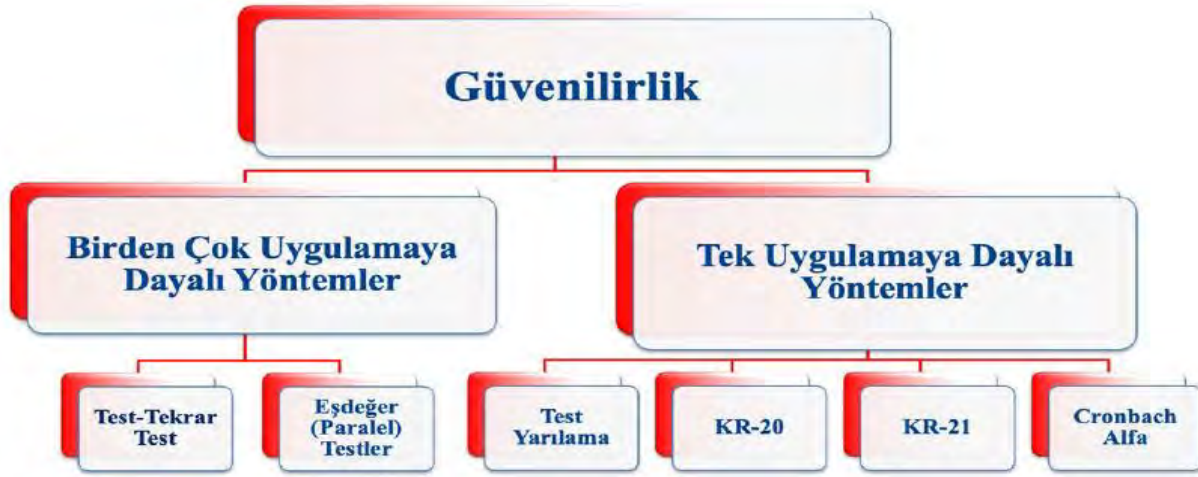 Güvenilirlik
Birden Çok Uygulamaya
Dayalı Yöntemler
Tek Uygulamaya Dayalı
Yöntemler
Test-Tekrar
Test
Eşdeğer
(Paralel)
Testler
Test
Yarılama
KR-20
KR-21
Cronbach
Alfa